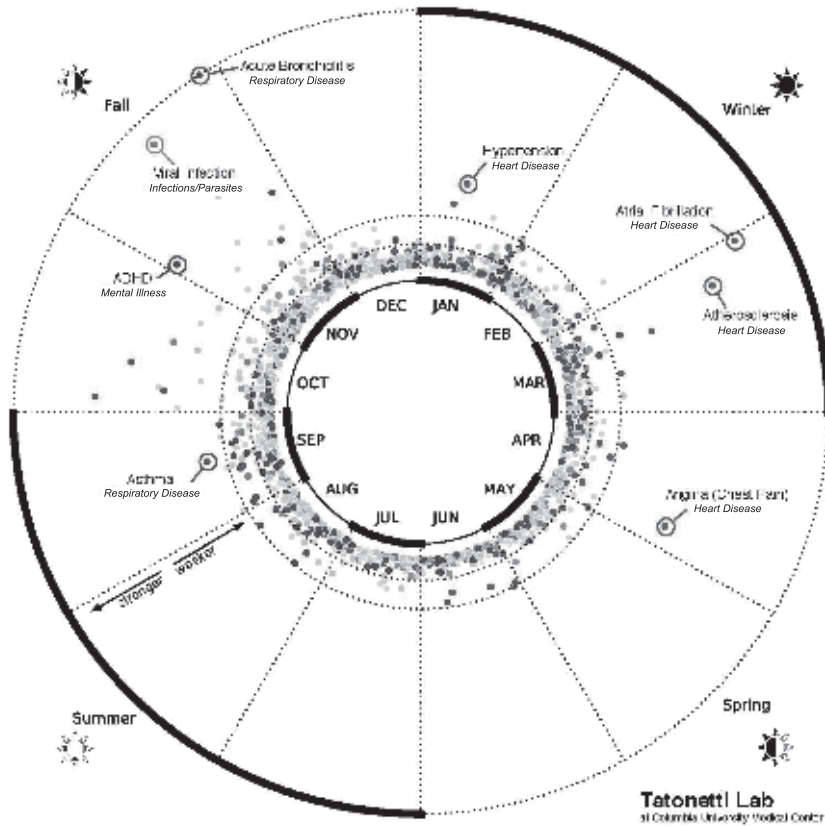 Acute Bronchiolitis
Respiratory Disease
Fall
Winter
Viral Infection
Infections/Parasites
Hypertension
Heart Disease
Atrial Fibrillation
Heart Disease
ADHD
Mental Illness
Atherosclerosis
Heart Disease
DEC
JAN
NOV
FEB
OCT
MAR
SEP
APR
AUG
MAY
JUL
JUN
Asthma
Respiratory Disease
Angina (Chest Pain)
Heart Disease
stronger weaker
Summer
Spring
Tatonetti Lab
at Columbia University Medical Center